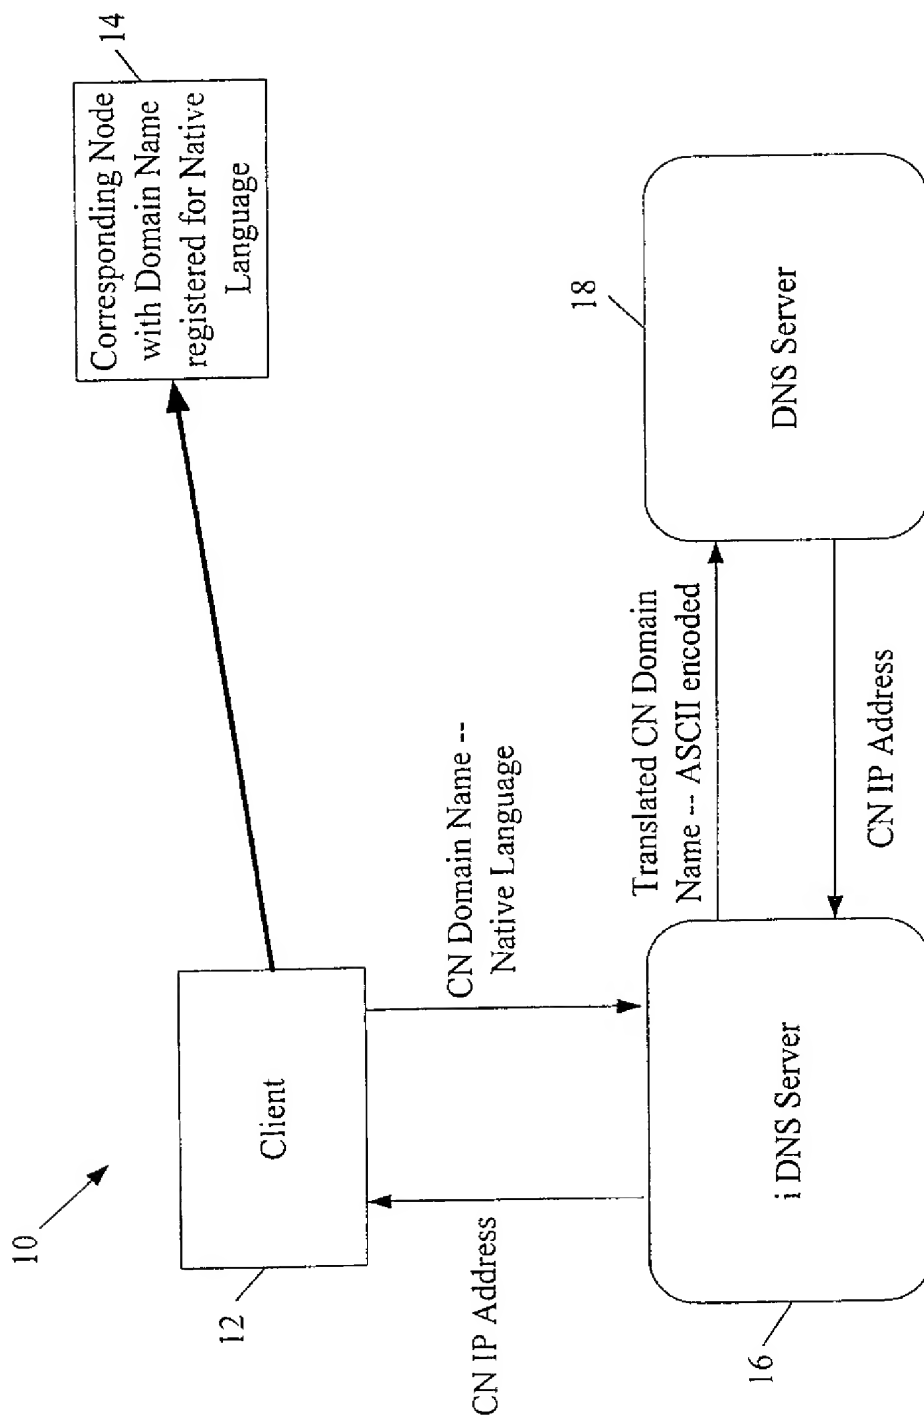 10
12
Client
14
Corresponding Node
with Domain Name
registered for Native
Language
CN IP Address
CN Domain Name --
Native Language
16
i DNS Server
Translated CN Domain
Name -- ASCII encoded
CN IP Address
18
DNS Server